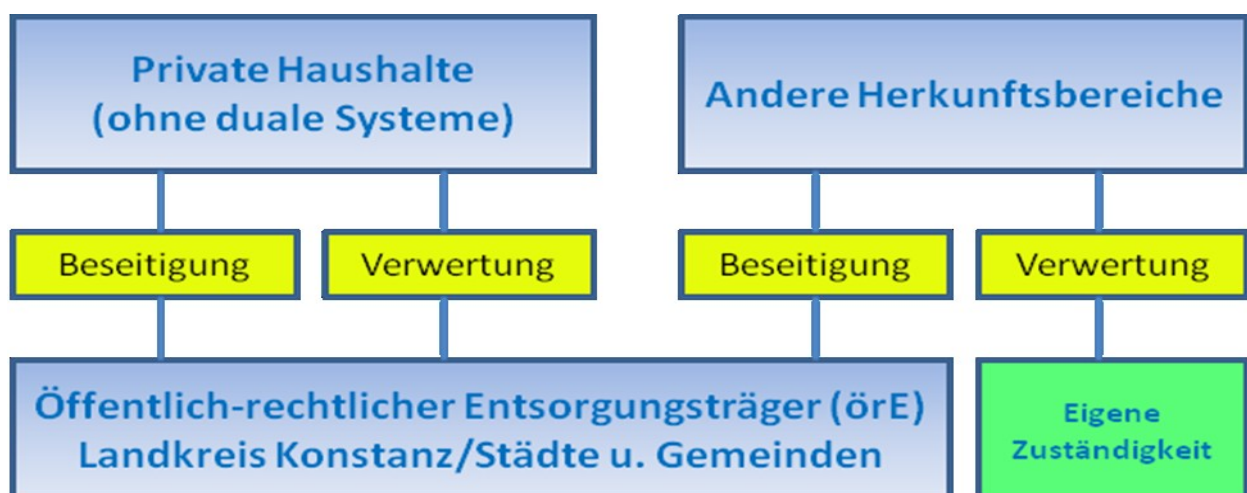 Private Haushalte
(ohne duale Systeme)
Andere Herkunftsbereiche
Beseitigung
Verwertung
Beseitigung
Verwertung
Öffentlich-rechtlicher Entsorgungsträger (örE)
Landkreis Konstanz/Städte u. Gemeinden
Eigene
Zuständigkeit